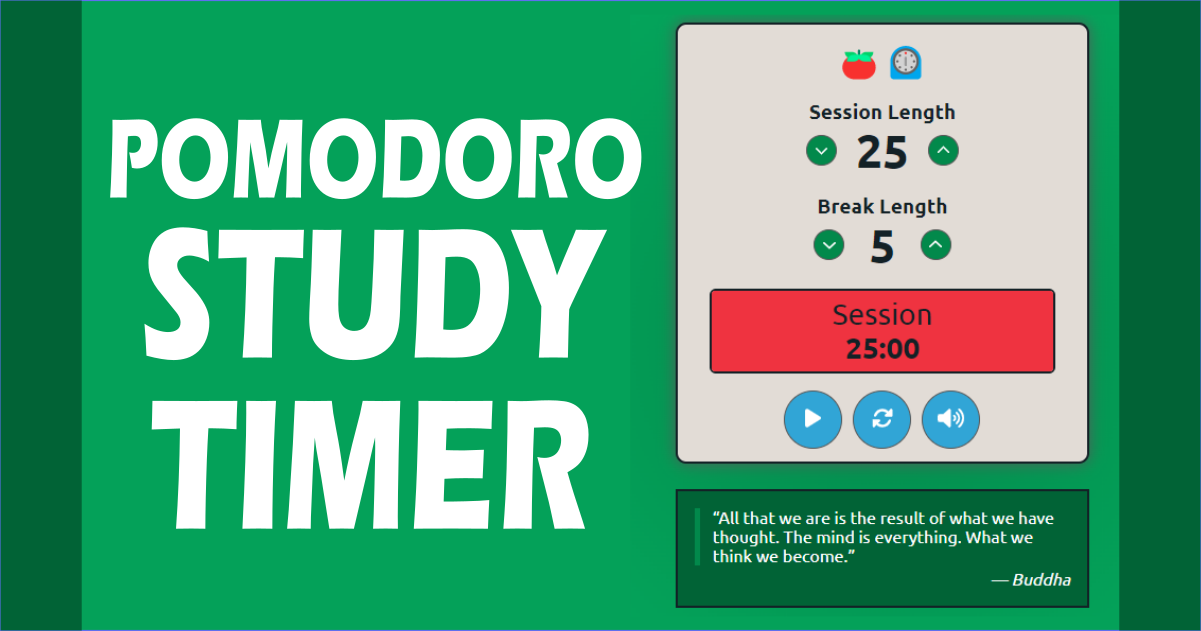 POMODORO
STUDY
TIMER
Session Length
25
Break Length
5
Session
25:00
“All that we are is the result of what we have
thought. The mind is everything. What we
think we become.”
— Buddha